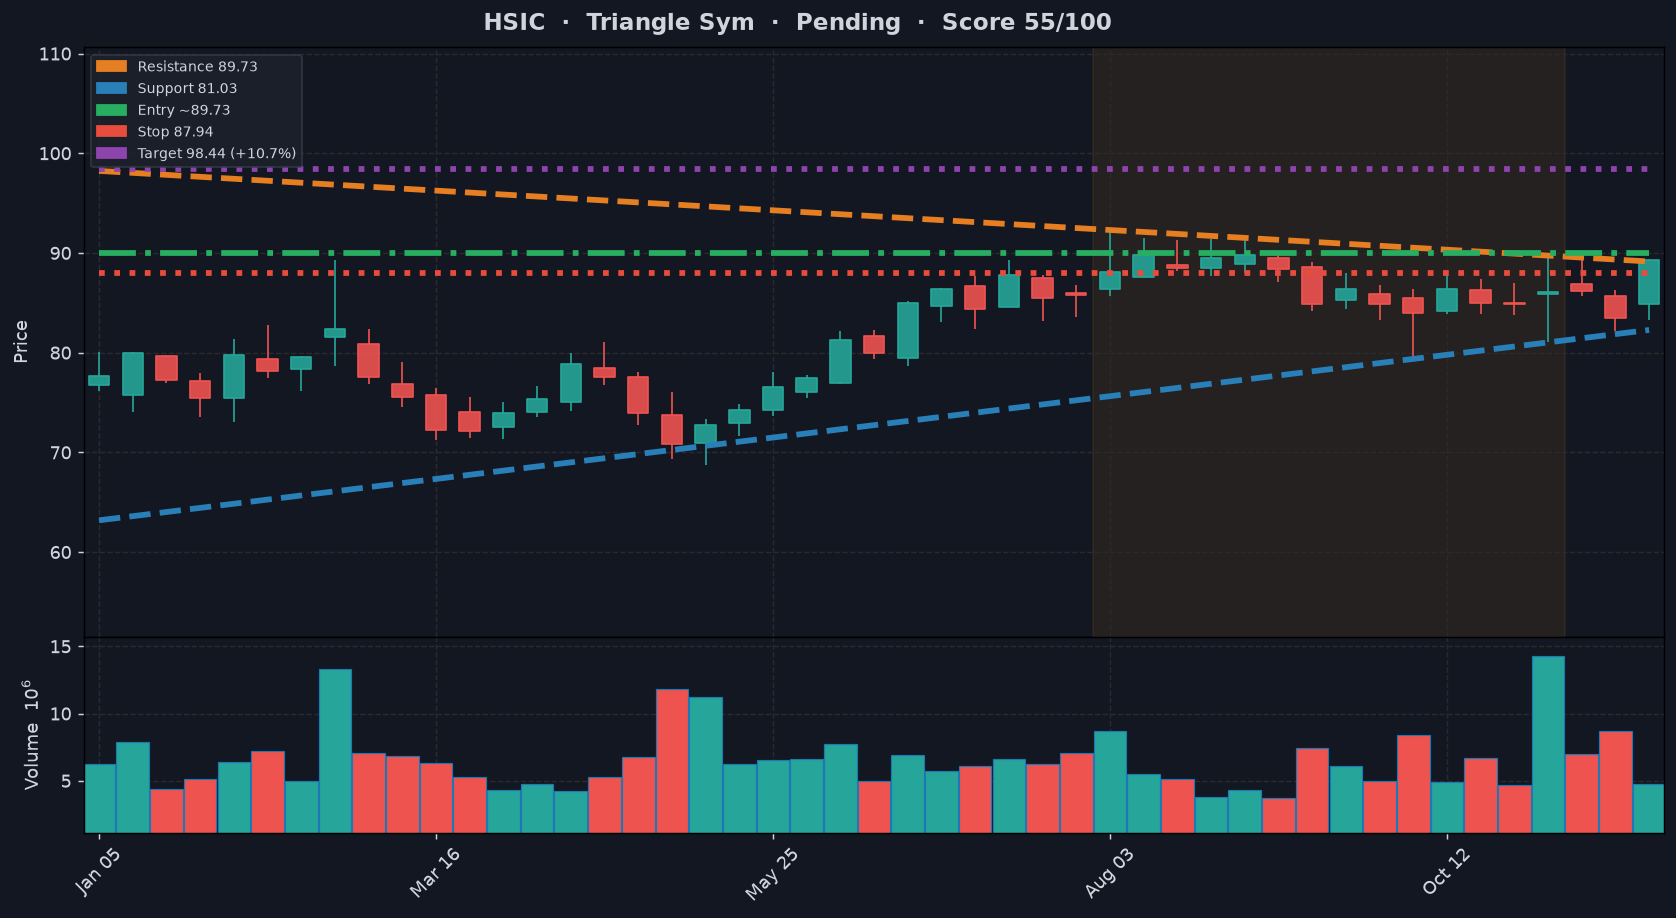 HSIC · Triangle Sym · Pending · Score 55/100
Resistance 89.73
Support 81.03
Entry ~89.73
Stop 87.94
Target 98.44 (+10.7%)
110
100
90
80
70
60
Price
15
10
5
Volume 10⁶
Jan 05
Mar 16
May 25
Aug 03
Oct 12